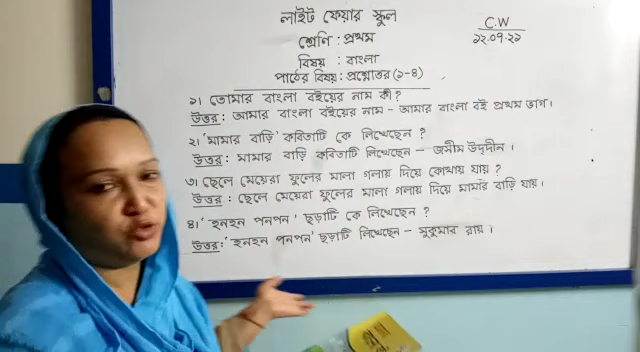 লাইট ফেয়ার স্কুল
C.W
শ্রেণি : প্রথম
১২.০৭.২১
বিষয় : বাংলা
পাঠের বিষয়: প্রশ্নোত্তর (১-৪)
১। তোমার বাংলা বইয়ের নাম কী?
উত্তর: আমার বাংলা বইয়ের নাম - আমার বাংলা বই প্রথম ভাগ।
২। 'মামার বাড়ি' কবিতাটি কে লিখেছেন ?
উত্তর: মামার বাড়ি কবিতাটি লিখেছেন - জসীম উদ্‌দীন।
৩। ছেলে মেয়েরা ফুলের মালা গলায় দিয়ে কোথায় যায় ?
উত্তর : ছেলে মেয়েরা ফুলের মালা গলায় দিয়ে মামার বাড়ি যায়।
৪। 'হনহন পনপন' ছড়াটি কে লিখেছেন ?
উত্তর: 'হনহন পনপন' ছড়াটি লিখেছেন - সুকুমার রায়।